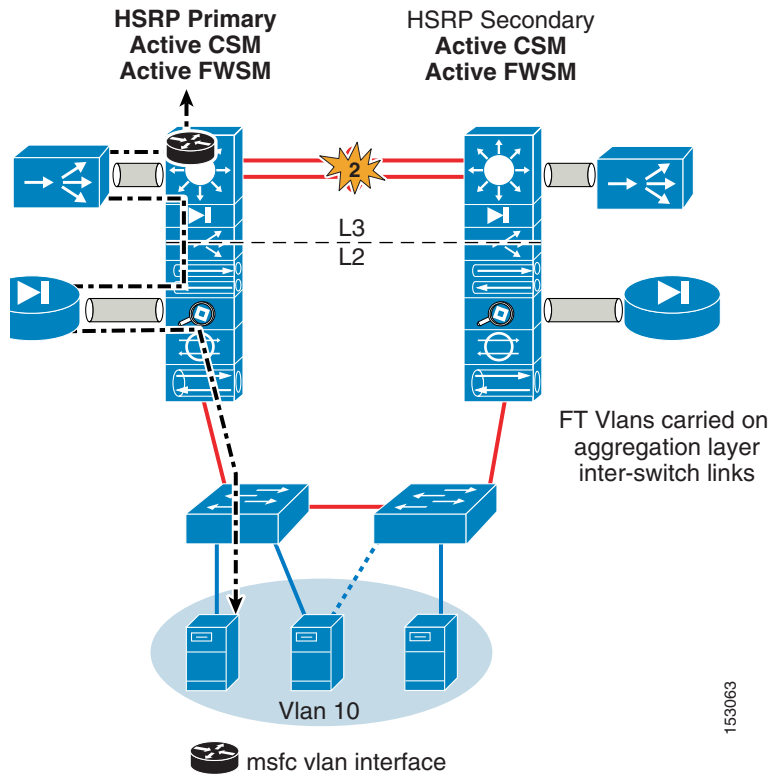 HSRP Primary
Active CSM
Active FWSM
HSRP Secondary
Active CSM
Active FWSM
2
L3
L2
FT Vlans carried on
aggregation layer
inter-switch links
Vlan 10
153063
msfc vlan interface